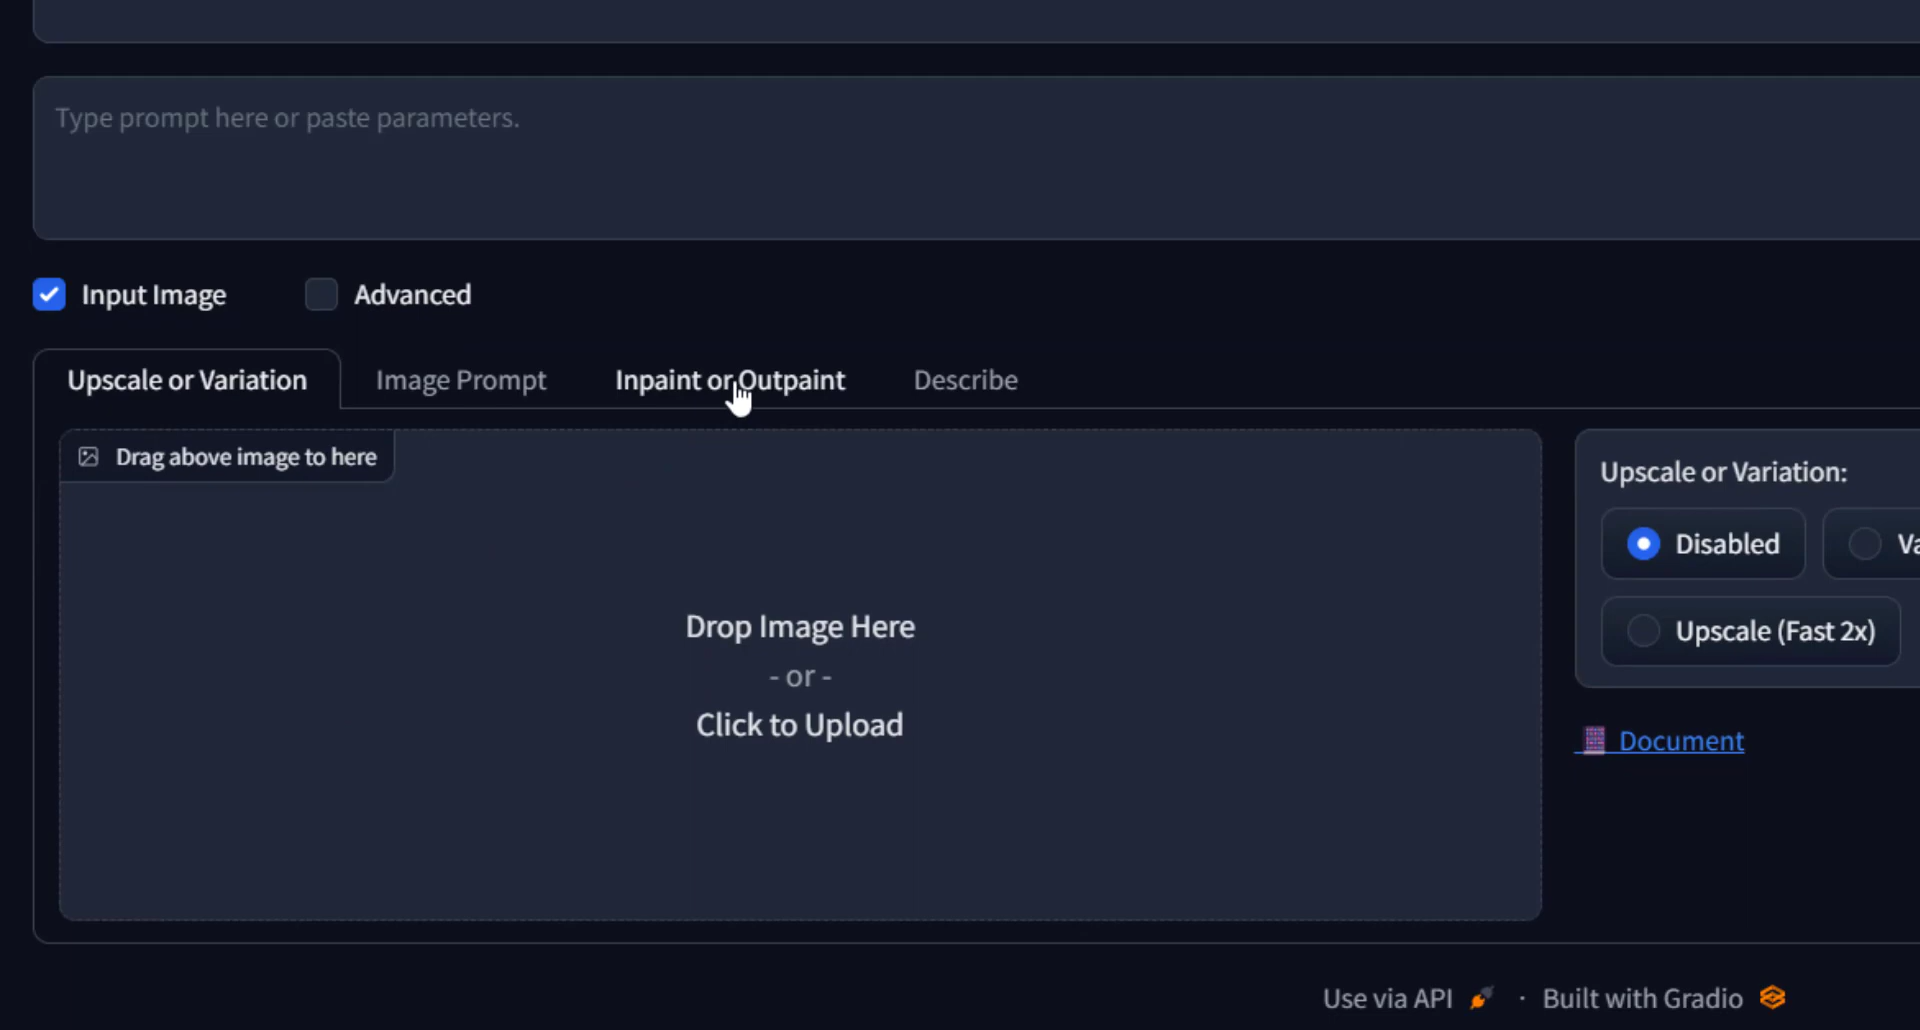 Type prompt here or paste parameters.
Input Image
Advanced
Upscale or Variation
Image Prompt
Inpaint or Outpaint
Describe
Drag above image to here
Drop Image Here
- or -
Click to Upload
Upscale or Variation:
Disabled
Va
Upscale (Fast 2x)
Document
Use via API
·
Built with Gradio